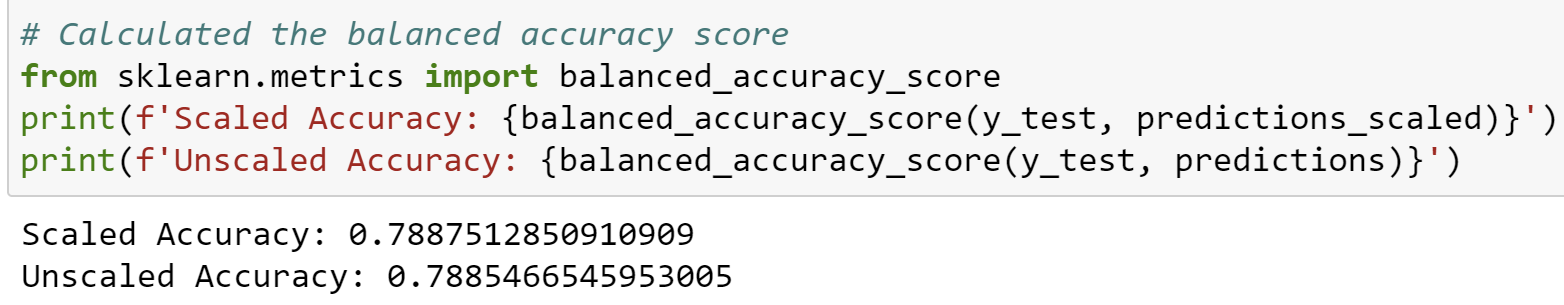 # Calculated the balanced accuracy score
from sklearn.metrics import balanced_accuracy_score
print(f'Scaled Accuracy: {balanced_accuracy_score(y_test, predictions_scaled)}')
print(f'Unscaled Accuracy: {balanced_accuracy_score(y_test, predictions)}')
Scaled Accuracy: 0.7887512850910909
Unscaled Accuracy: 0.7885466545953005